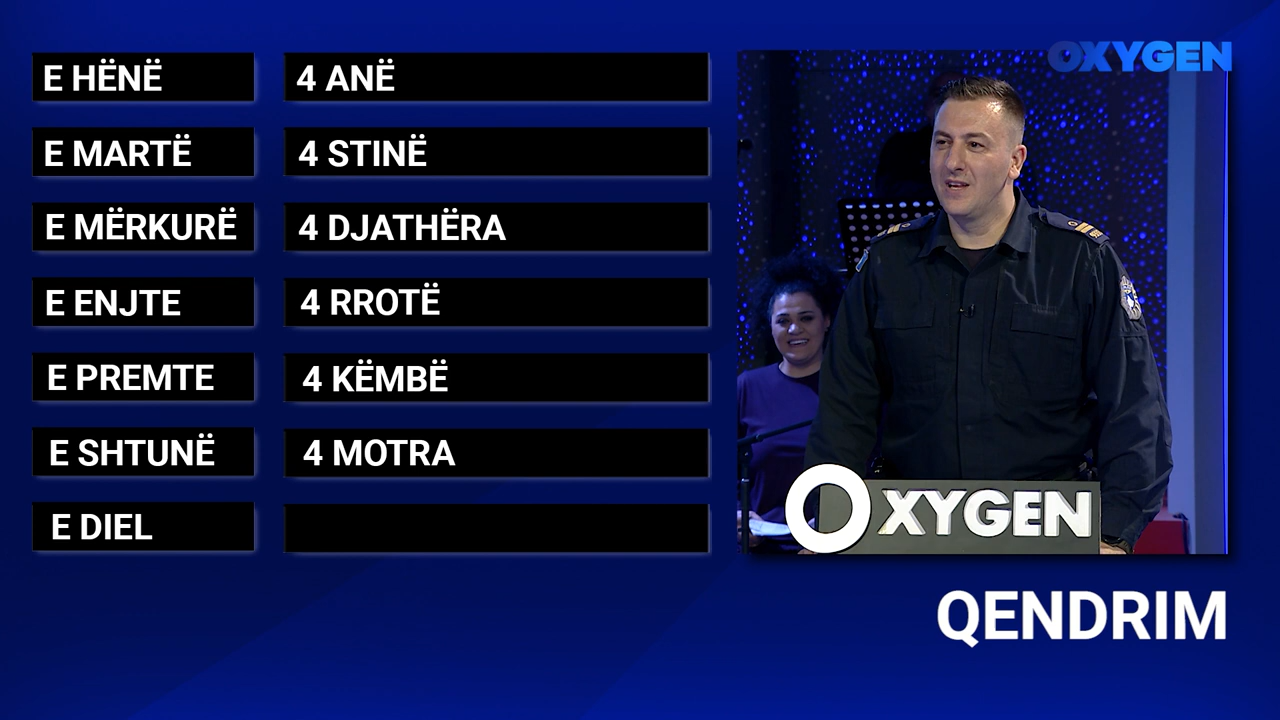 OXYGEN
E HËNË 4 ANË
E MARTË 4 STINË
E MËRKURË 4 DJATHËRA
E ENJTE 4 RROTË
E PREMTE 4 KËMBË
E SHTUNË 4 MOTRA
E DIEL
OXYGEN
QENDRIM